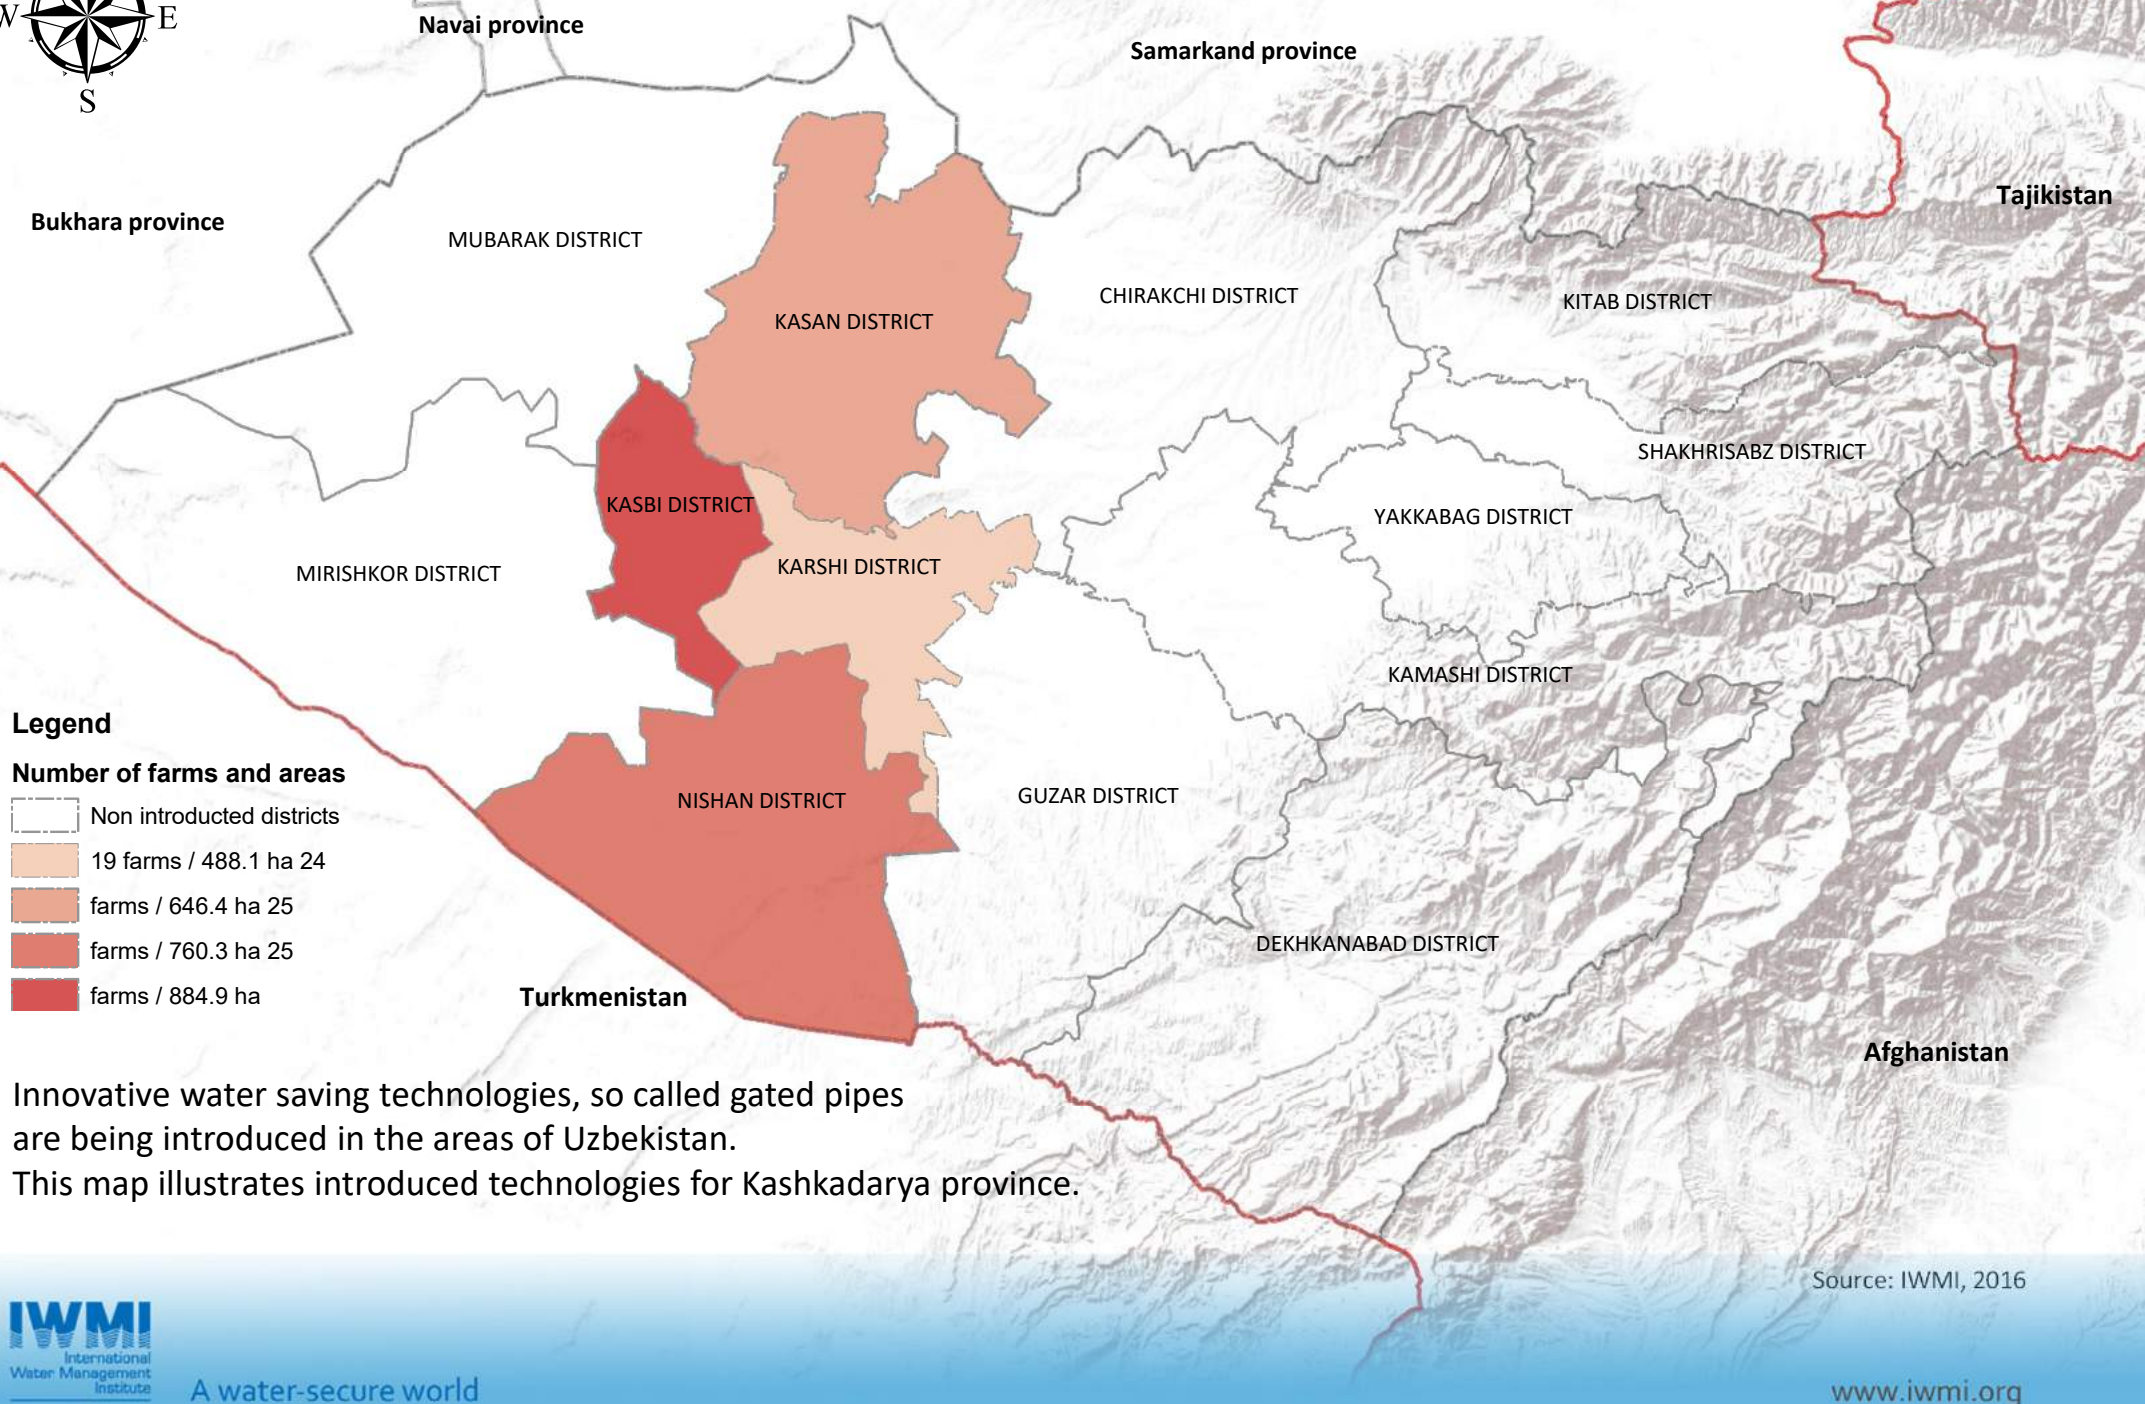 W
E
S
Navai province
Samarkand province
Tajikistan
Bukhara province
MUBARAK DISTRICT
CHIRAKCHI DISTRICT
KITAB DISTRICT
KASAN DISTRICT
SHAKHRISABZ DISTRICT
KASBI DISTRICT
YAKKABAG DISTRICT
KARSHI DISTRICT
MIRISHKOR DISTRICT
KAMASHI DISTRICT
NISHAN DISTRICT
GUZAR DISTRICT
DEKHKANABAD DISTRICT
Turkmenistan
Afghanistan
Legend
Number of farms and areas
Non introducted districts
19 farms / 488.1 ha 24
farms / 646.4 ha 25
farms / 760.3 ha 25
farms / 884.9 ha
Innovative water saving technologies, so called gated pipes
are being introduced in the areas of Uzbekistan.
This map illustrates introduced technologies for Kashkadarya province.
Source: IWMI, 2016
IWMI
International
Water Management
Institute
A water-secure world
www.iwmi.org